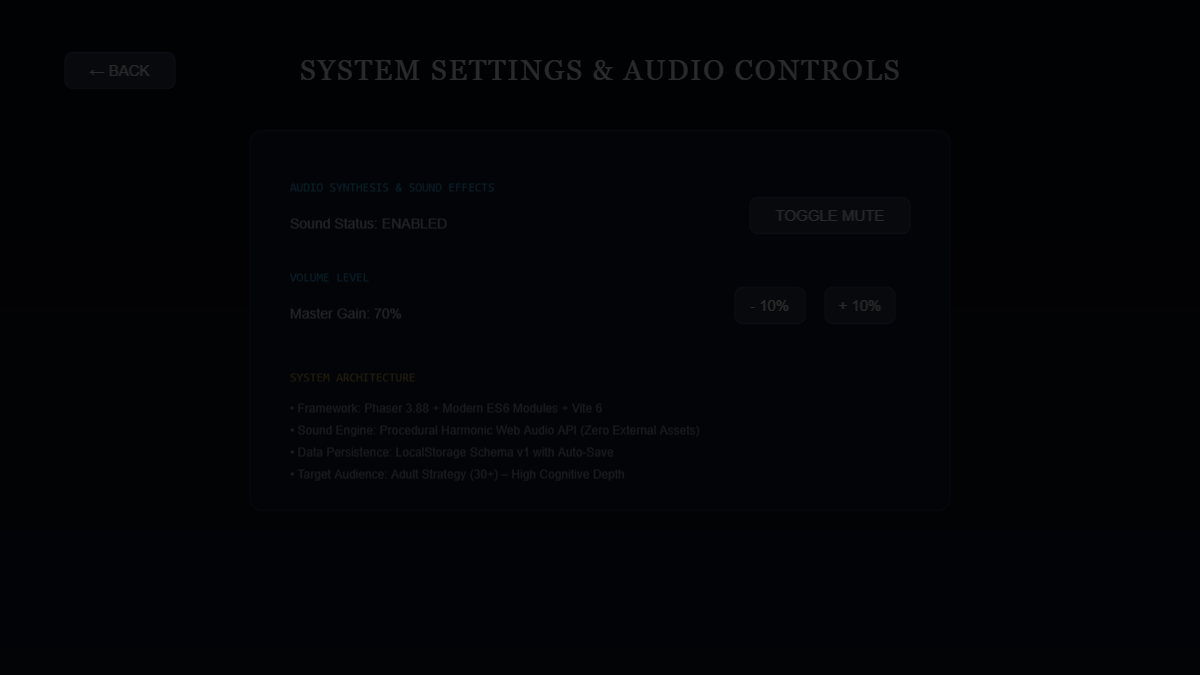 ← BACK
SYSTEM SETTINGS & AUDIO CONTROLS
AUDIO SYNTHESIS & SOUND EFFECTS
Sound Status: ENABLED
TOGGLE MUTE
VOLUME LEVEL
Master Gain: 70%
- 10%
+ 10%
SYSTEM ARCHITECTURE
• Framework: Phaser 3.88 + Modern ES6 Modules + Vite 6
• Sound Engine: Procedural Harmonic Web Audio API (Zero External Assets)
• Data Persistence: LocalStorage Schema v1 with Auto-Save
• Target Audience: Adult Strategy (30+) – High Cognitive Depth